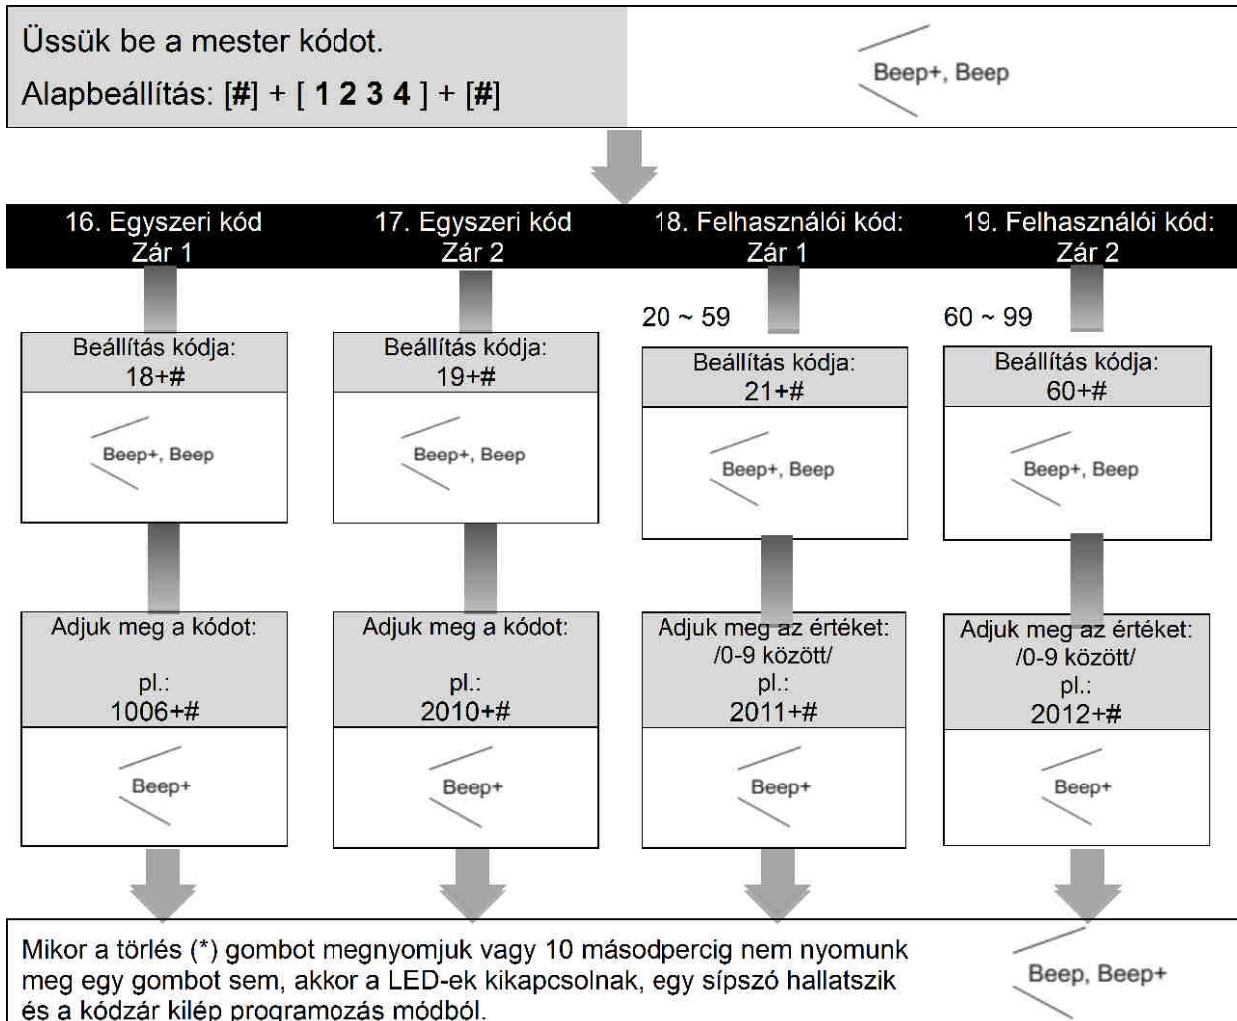 Üssük be a mester kódot.
Alapbeállítás: [#] + [ 1 2 3 4 ] + [#]
Beep+, Beep
16. Egyszeri kód
Zár 1
17. Egyszeri kód
Zár 2
18. Felhasználói kód:
Zár 1
19. Felhasználói kód:
Zár 2
20 ~ 59
60 ~ 99
Beállítás kódja:
18+#
Beep+, Beep
Beállítás kódja:
19+#
Beep+, Beep
Beállítás kódja:
21+#
Beep+, Beep
Beállítás kódja:
60+#
Beep+, Beep
Adjuk meg a kódot:
pl.:
1006+#
Beep+
Adjuk meg a kódot:
pl.:
2010+#
Beep+
Adjuk meg az értéket:
/0-9 között/
pl.:
2011+#
Beep+
Adjuk meg az értéket:
/0-9 között/
pl.:
2012+#
Beep+
Mikor a törlés (*) gombot megnyomjuk vagy 10 másodpercig nem nyomunk
meg egy gombot sem, akkor a LED-ek kikapcsolnak, egy sípszó hallatszik
és a kódzár kilép programozás módból.
Beep, Beep+